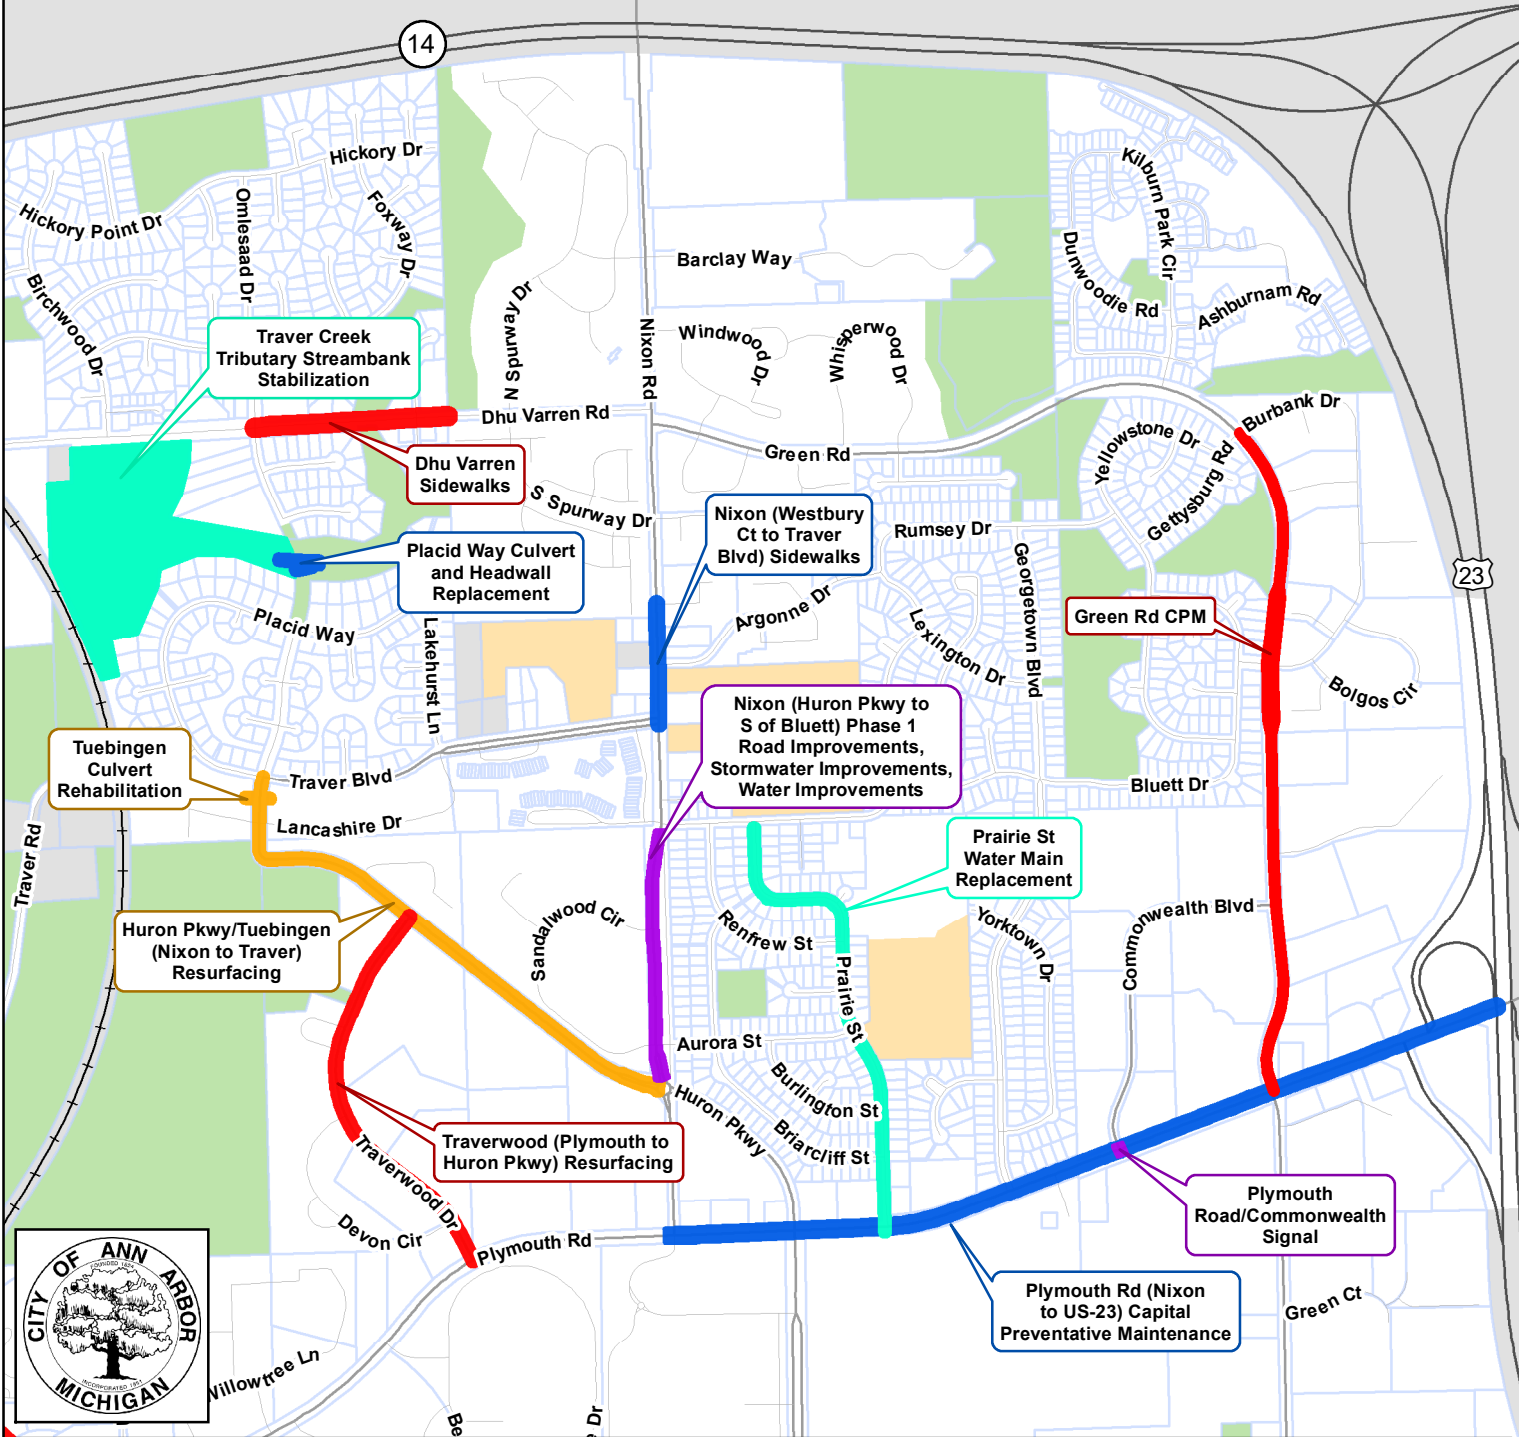 14
Hickory Dr
Hickory Point Dr
Omlesaad Dr
Foxway Dr
Birchwood Dr
Kilburn Park Cir
Dunwoodie Rd
Ashburnam Rd
Barclay Way
N Spurway Dr
Nixon Rd
Windwood Dr
Whisperwood Dr
Traver Creek
Tributary Streambank
Stabilization
Dhu Varren Rd
Burbank Dr
Green Rd
Yellowstone Dr
Gettysburg Rd
Dhu Varren
Sidewalks
S Spurway Dr
Nixon (Westbury
Ct to Traver
Blvd) Sidewalks
Rumsey Dr
Placid Way Culvert
and Headwall
Replacement
Georgetown Blvd
23
Argonne Dr
Lexington Dr
Green Rd CPM
Placid Way
Lakehurst Ln
Bolgos Cir
Nixon (Huron Pkwy to
S of Bluett) Phase 1
Road Improvements,
Stormwater Improvements,
Water Improvements
Tuebingen
Culvert
Rehabilitation
Traver Blvd
Bluett Dr
Lancashire Dr
Traver Rd
Prairie St
Water Main
Replacement
Huron Pkwy/Tuebingen
(Nixon to Traver)
Resurfacing
Sandalwood Cir
Renfrew St
Yorktown Dr
Commonwealth Blvd
Prairie St
Aurora St
Burlington St
Huron Pkwy
Briarcliff St
Traverwood (Plymouth to
Huron Pkwy) Resurfacing
Traverwood Dr
Devon Cir
Plymouth Rd
Plymouth
Road/Commonwealth
Signal
Plymouth Rd (Nixon
to US-23) Capital
Preventative Maintenance
Green Ct
CITY OF ANN ARBOR
FOUNDED 1824
INCORPORATED 1851
MICHIGAN
Willowtree Ln
Be
e Dr